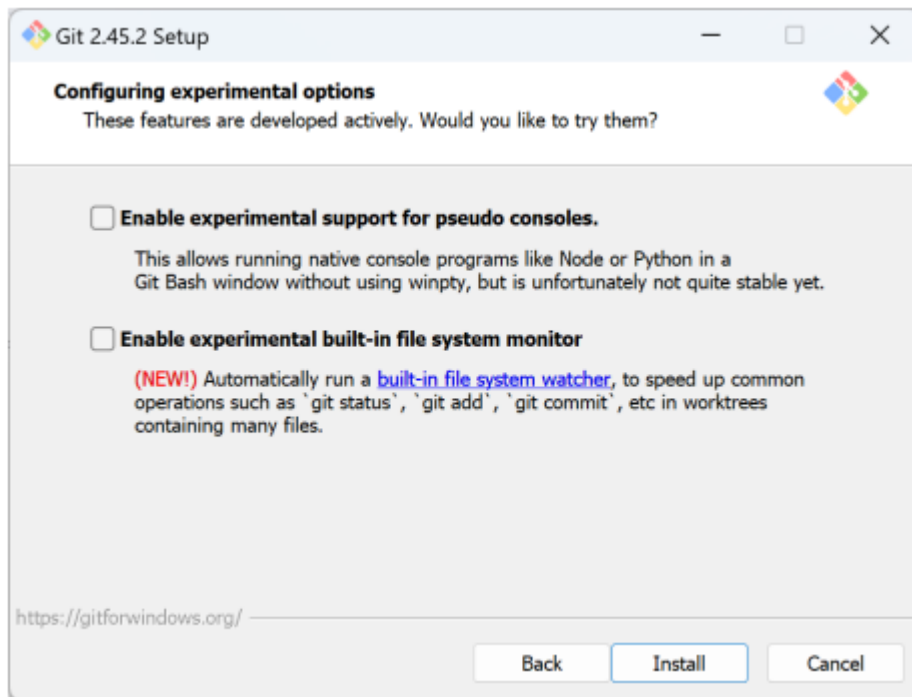 Git 2.45.2 Setup
Configuring experimental options
These features are developed actively. Would you like to try them?
Enable experimental support for pseudo consoles.
This allows running native console programs like Node or Python in a
Git Bash window without using winpty, but is unfortunately not quite stable yet.
Enable experimental built-in file system monitor
(NEW!) Automatically run a built-in file system watcher, to speed up common
operations such as `git status`, `git add`, `git commit`, etc in worktrees
containing many files.
https://gitforwindows.org/
Back Install Cancel